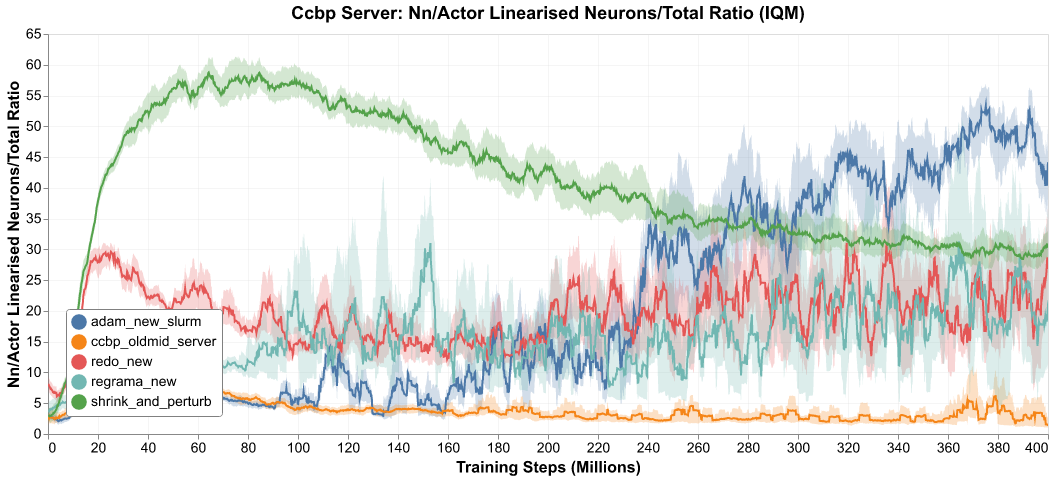 Ccbp Server: Nn/Actor Linearised Neurons/Total Ratio (IQM)
Nn/Actor Linearised Neurons/Total Ratio
65
60
55
50
45
40
35
30
25
20
15
10
5
0
adam_new_slurm
ccbp_oldmid_server
redo_new
regrama_new
shrink_and_perturb
0 20 40 60 80 100 120 140 160 180 200 220 240 260 280 300 320 340 360 380 400
Training Steps (Millions)